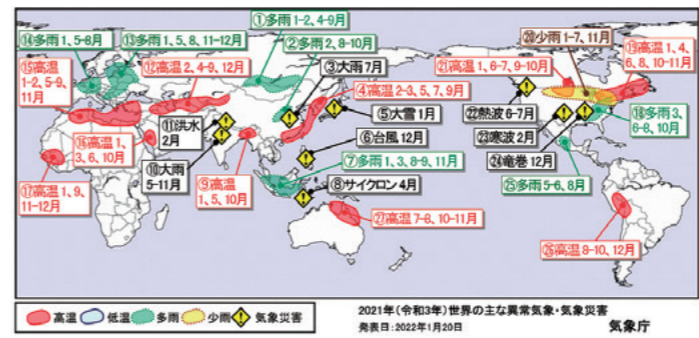 ①多雨 1-2、4-9月
②多雨 2、8-10月
③大雨 7月
④高温 2-3、5、7、9月
⑤大雪 1月
⑥台風 12月
⑦多雨 1、3、8-9、11月
⑧サイクロン 4月
⑨高温
1、5、10月
⑩大雨
5-11月
⑪洪水
2月
⑫高温 2、4-9、12月
⑬多雨 1、5、8、11-12月
⑭多雨 1、5-6月
⑮高温
1-2、5-9、
11月
⑯高温 1、
3、6、10月
⑰高温 1、9、
11-12月
⑱多雨 3、
6-8、10月
⑲高温 1、4、
6、8、10-11月
⑳少雨 1-7、11月
㉑高温 1、6-7、9-10月
㉒熱波 6-7月
㉓寒波 2月
㉔竜巻 12月
㉕多雨 5-6、8月
㉖高温 8-10、12月
㉗高温 7-8、10-11月
高温
低温
多雨
少雨
気象災害
2021年(令和3年)世界の主な異常気象・気象災害
発表日:2022年1月20日
気象庁